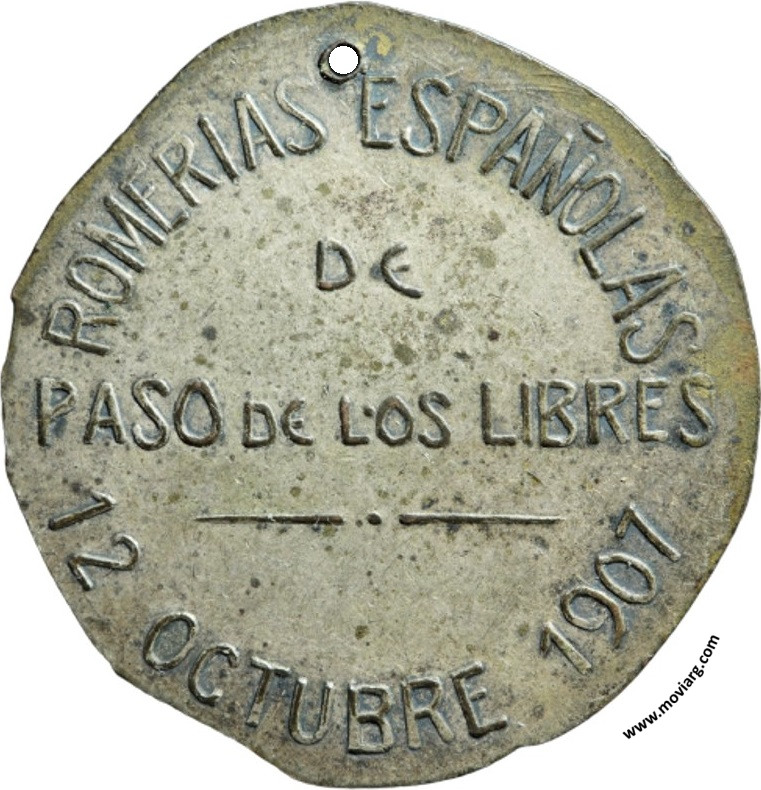 ROMERIAS ESPAÑOLAS
DE
PASO DE LOS LIBRES
12 OCTUBRE 1907
www.moviarg.com